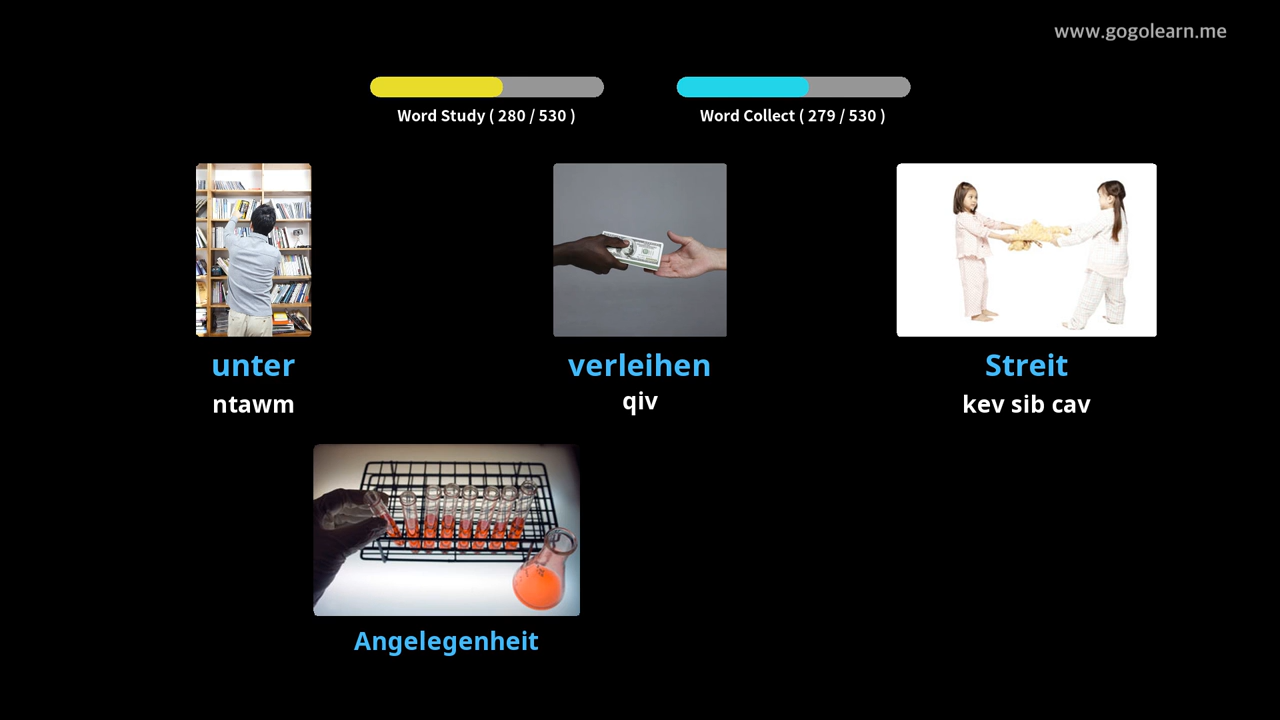 www.gogolearn.me
Word Study ( 280 / 530 )
Word Collect ( 279 / 530 )
unter
ntawm
verleihen
qiv
Streit
kev sib cav
Angelegenheit